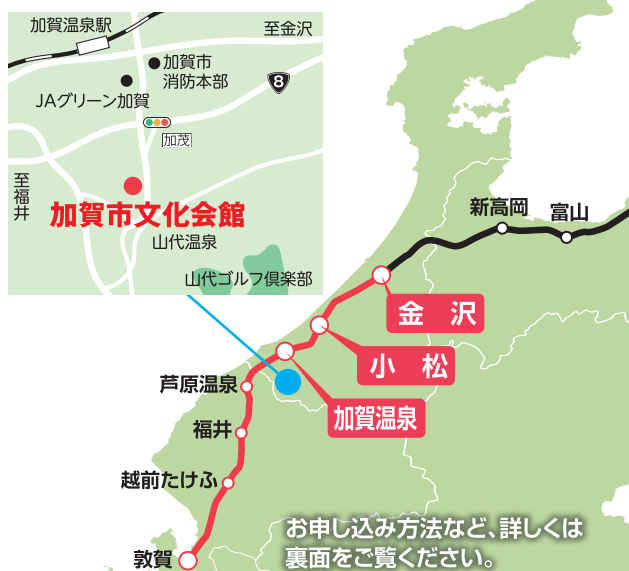 加賀温泉駅
至金沢
加賀市
消防本部
8
JAグリーン加賀
加茂
至福井
加賀市文化会館
山代温泉
山代ゴルフ倶楽部
新高岡
富山
金沢
小松
加賀温泉
芦原温泉
福井
越前たけふ
敦賀
お申し込み方法など、詳しくは
裏面をご覧ください。